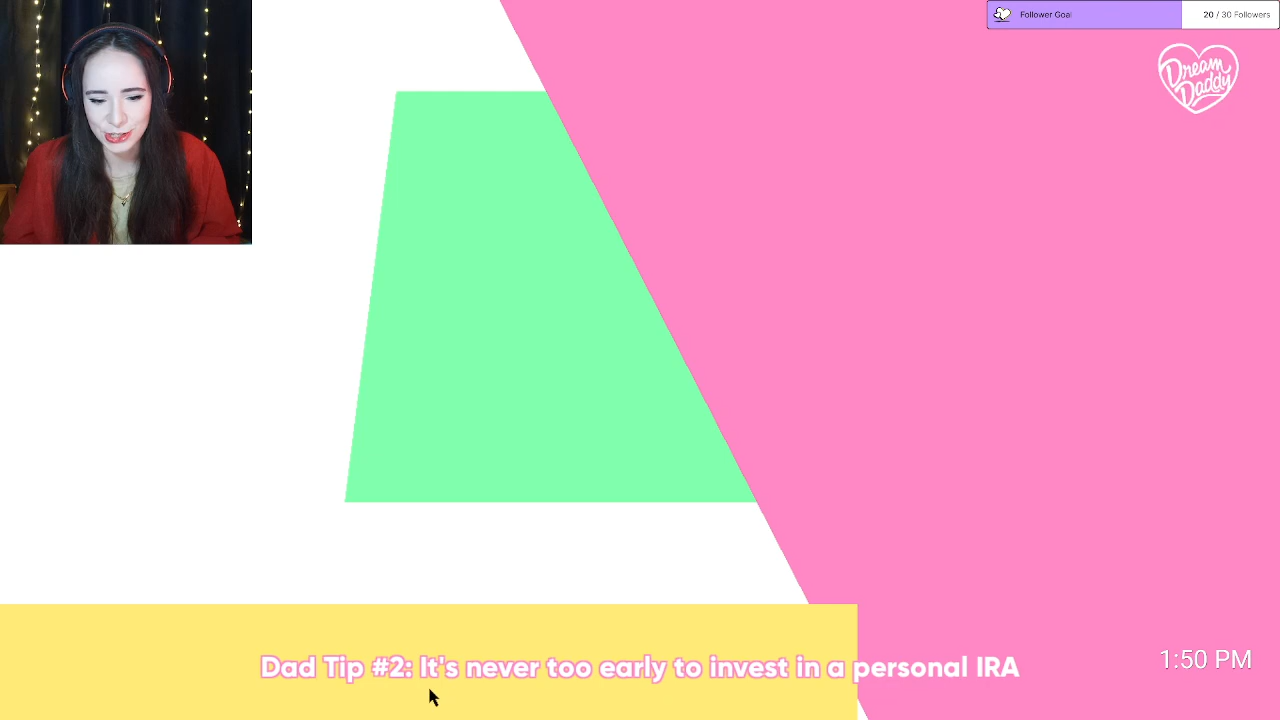 Follower Goal
20 / 30 Followers
Dream
Daddy
Dad Tip #2: It's never too early to invest in a personal IRA
1:50 PM